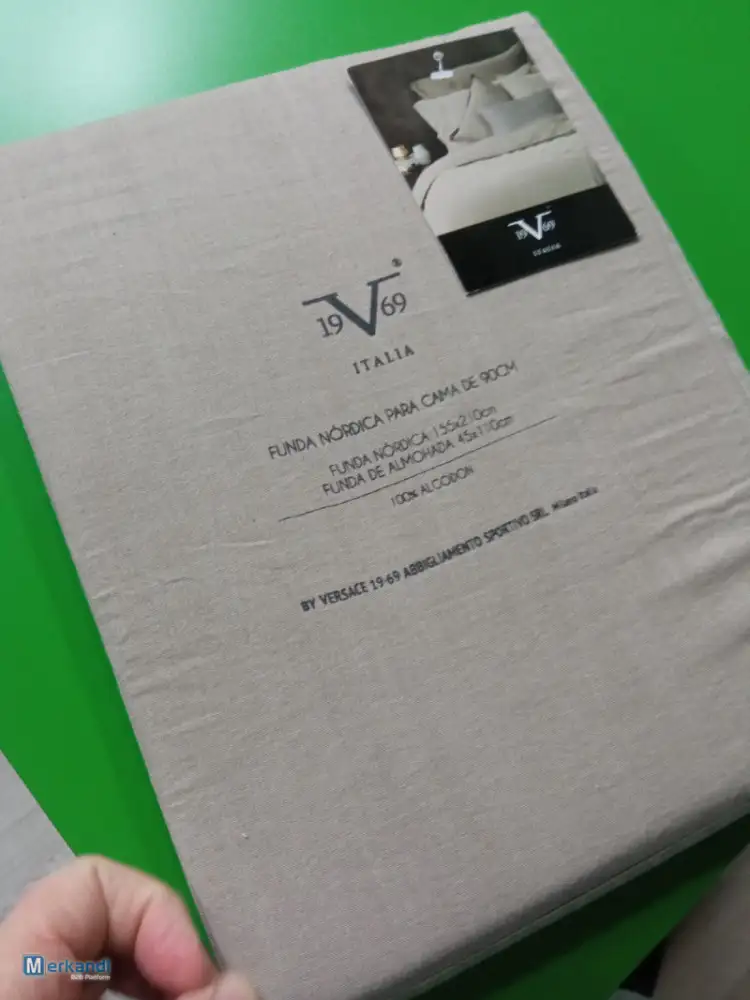 19V69
ITALIA
19V69
®
ITALIA
FUNDA NÓRDICA PARA CAMA DE 90CM
FUNDA NÓRDICA 155x210cm
FUNDA DE ALMOHADA 45x110cm
100% ALGODON
BY VERSACE 19·69 ABBIGLIAMENTO SPORTIVO SRL. Milano Italia
Merkandi
B2B Platform